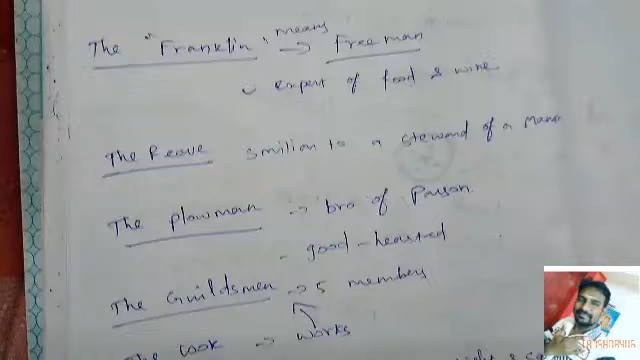 The "Franklin" means → Freeman
expert of food & wine
The Reave similar to a steward of a Manor
The plowman → bro of Parson
- good-hearted
The Guildsmen → 5 members
The Cook → works